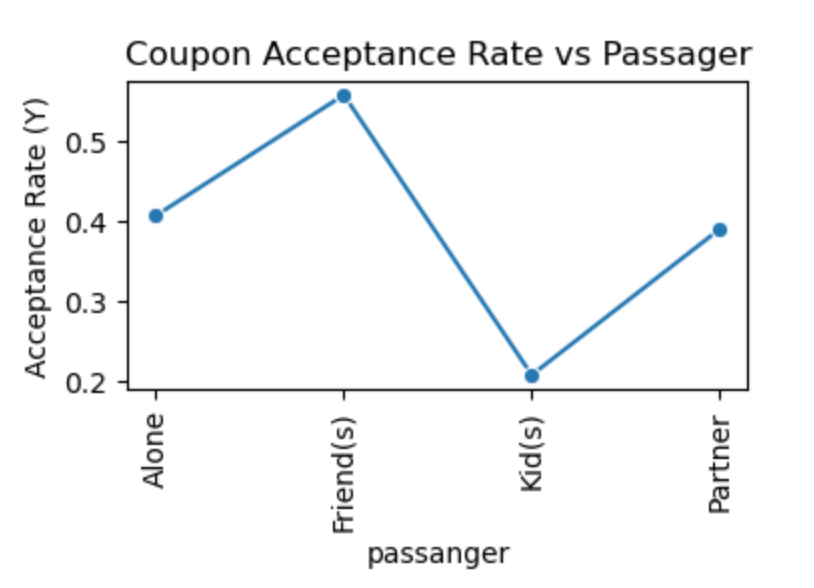 Coupon Acceptance Rate vs Passager
Acceptance Rate (Y)
0.5
0.4
0.3
0.2
Alone
Friend(s)
Kid(s)
Partner
passanger